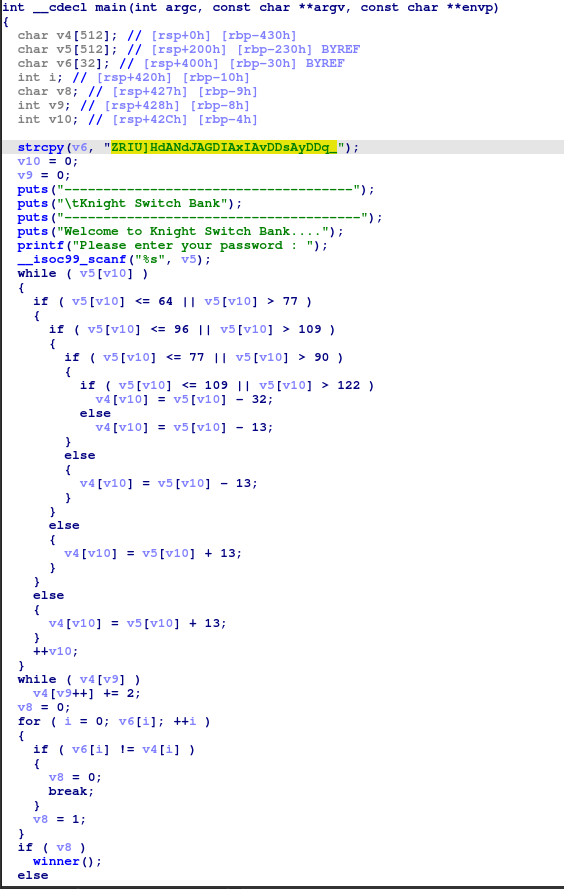 int __cdecl main(int argc, const char **argv, const char **envp)
{
char v4[512]; // [rsp+0h] [rbp-430h]
char v5[512]; // [rsp+200h] [rbp-230h] BYREF
char v6[32]; // [rsp+400h] [rbp-30h] BYREF
int i; // [rsp+420h] [rbp-10h]
char v8; // [rsp+427h] [rbp-9h]
int v9; // [rsp+428h] [rbp-8h]
int v10; // [rsp+42Ch] [rbp-4h]
strcpy(v6, "ZRIU]HdANdJAGDIAxIAvDDsAyDDq_");
v10 = 0;
v9 = 0;
puts("-------------------------------------");
puts("\tKnight Switch Bank");
puts("--------------------------------------");
puts("Welcome to Knight Switch Bank....");
printf("Please enter your password : ");
__isoc99_scanf("%s", v5);
while ( v5[v10] )
{
if ( v5[v10] <= 64 || v5[v10] > 77 )
{
if ( v5[v10] <= 96 || v5[v10] > 109 )
{
if ( v5[v10] <= 77 || v5[v10] > 90 )
{
if ( v5[v10] <= 109 || v5[v10] > 122 )
v4[v10] = v5[v10] - 32;
else
v4[v10] = v5[v10] - 13;
}
else
{
v4[v10] = v5[v10] - 13;
}
}
else
{
v4[v10] = v5[v10] + 13;
}
}
else
{
v4[v10] = v5[v10] + 13;
}
++v10;
}
while ( v4[v9] )
v4[v9++] += 2;
v8 = 0;
for ( i = 0; v6[i]; ++i )
{
if ( v6[i] != v4[i] )
{
v8 = 0;
break;
}
v8 = 1;
}
if ( v8 )
winner();
else